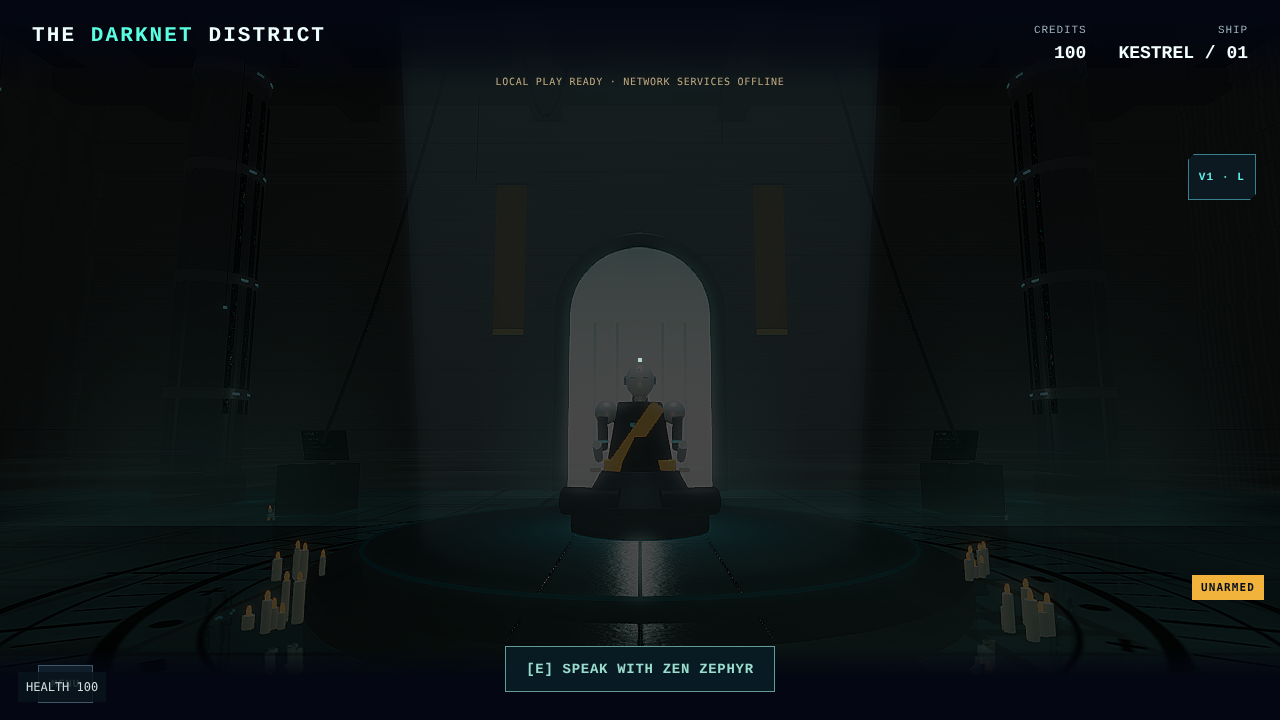 THE DARKNET DISTRICT
CREDITS
100
SHIP
KESTREL / 01
LOCAL PLAY READY · NETWORK SERVICES OFFLINE
V1 · L
UNARMED
[E] SPEAK WITH ZEN ZEPHYR
HEALTH 100